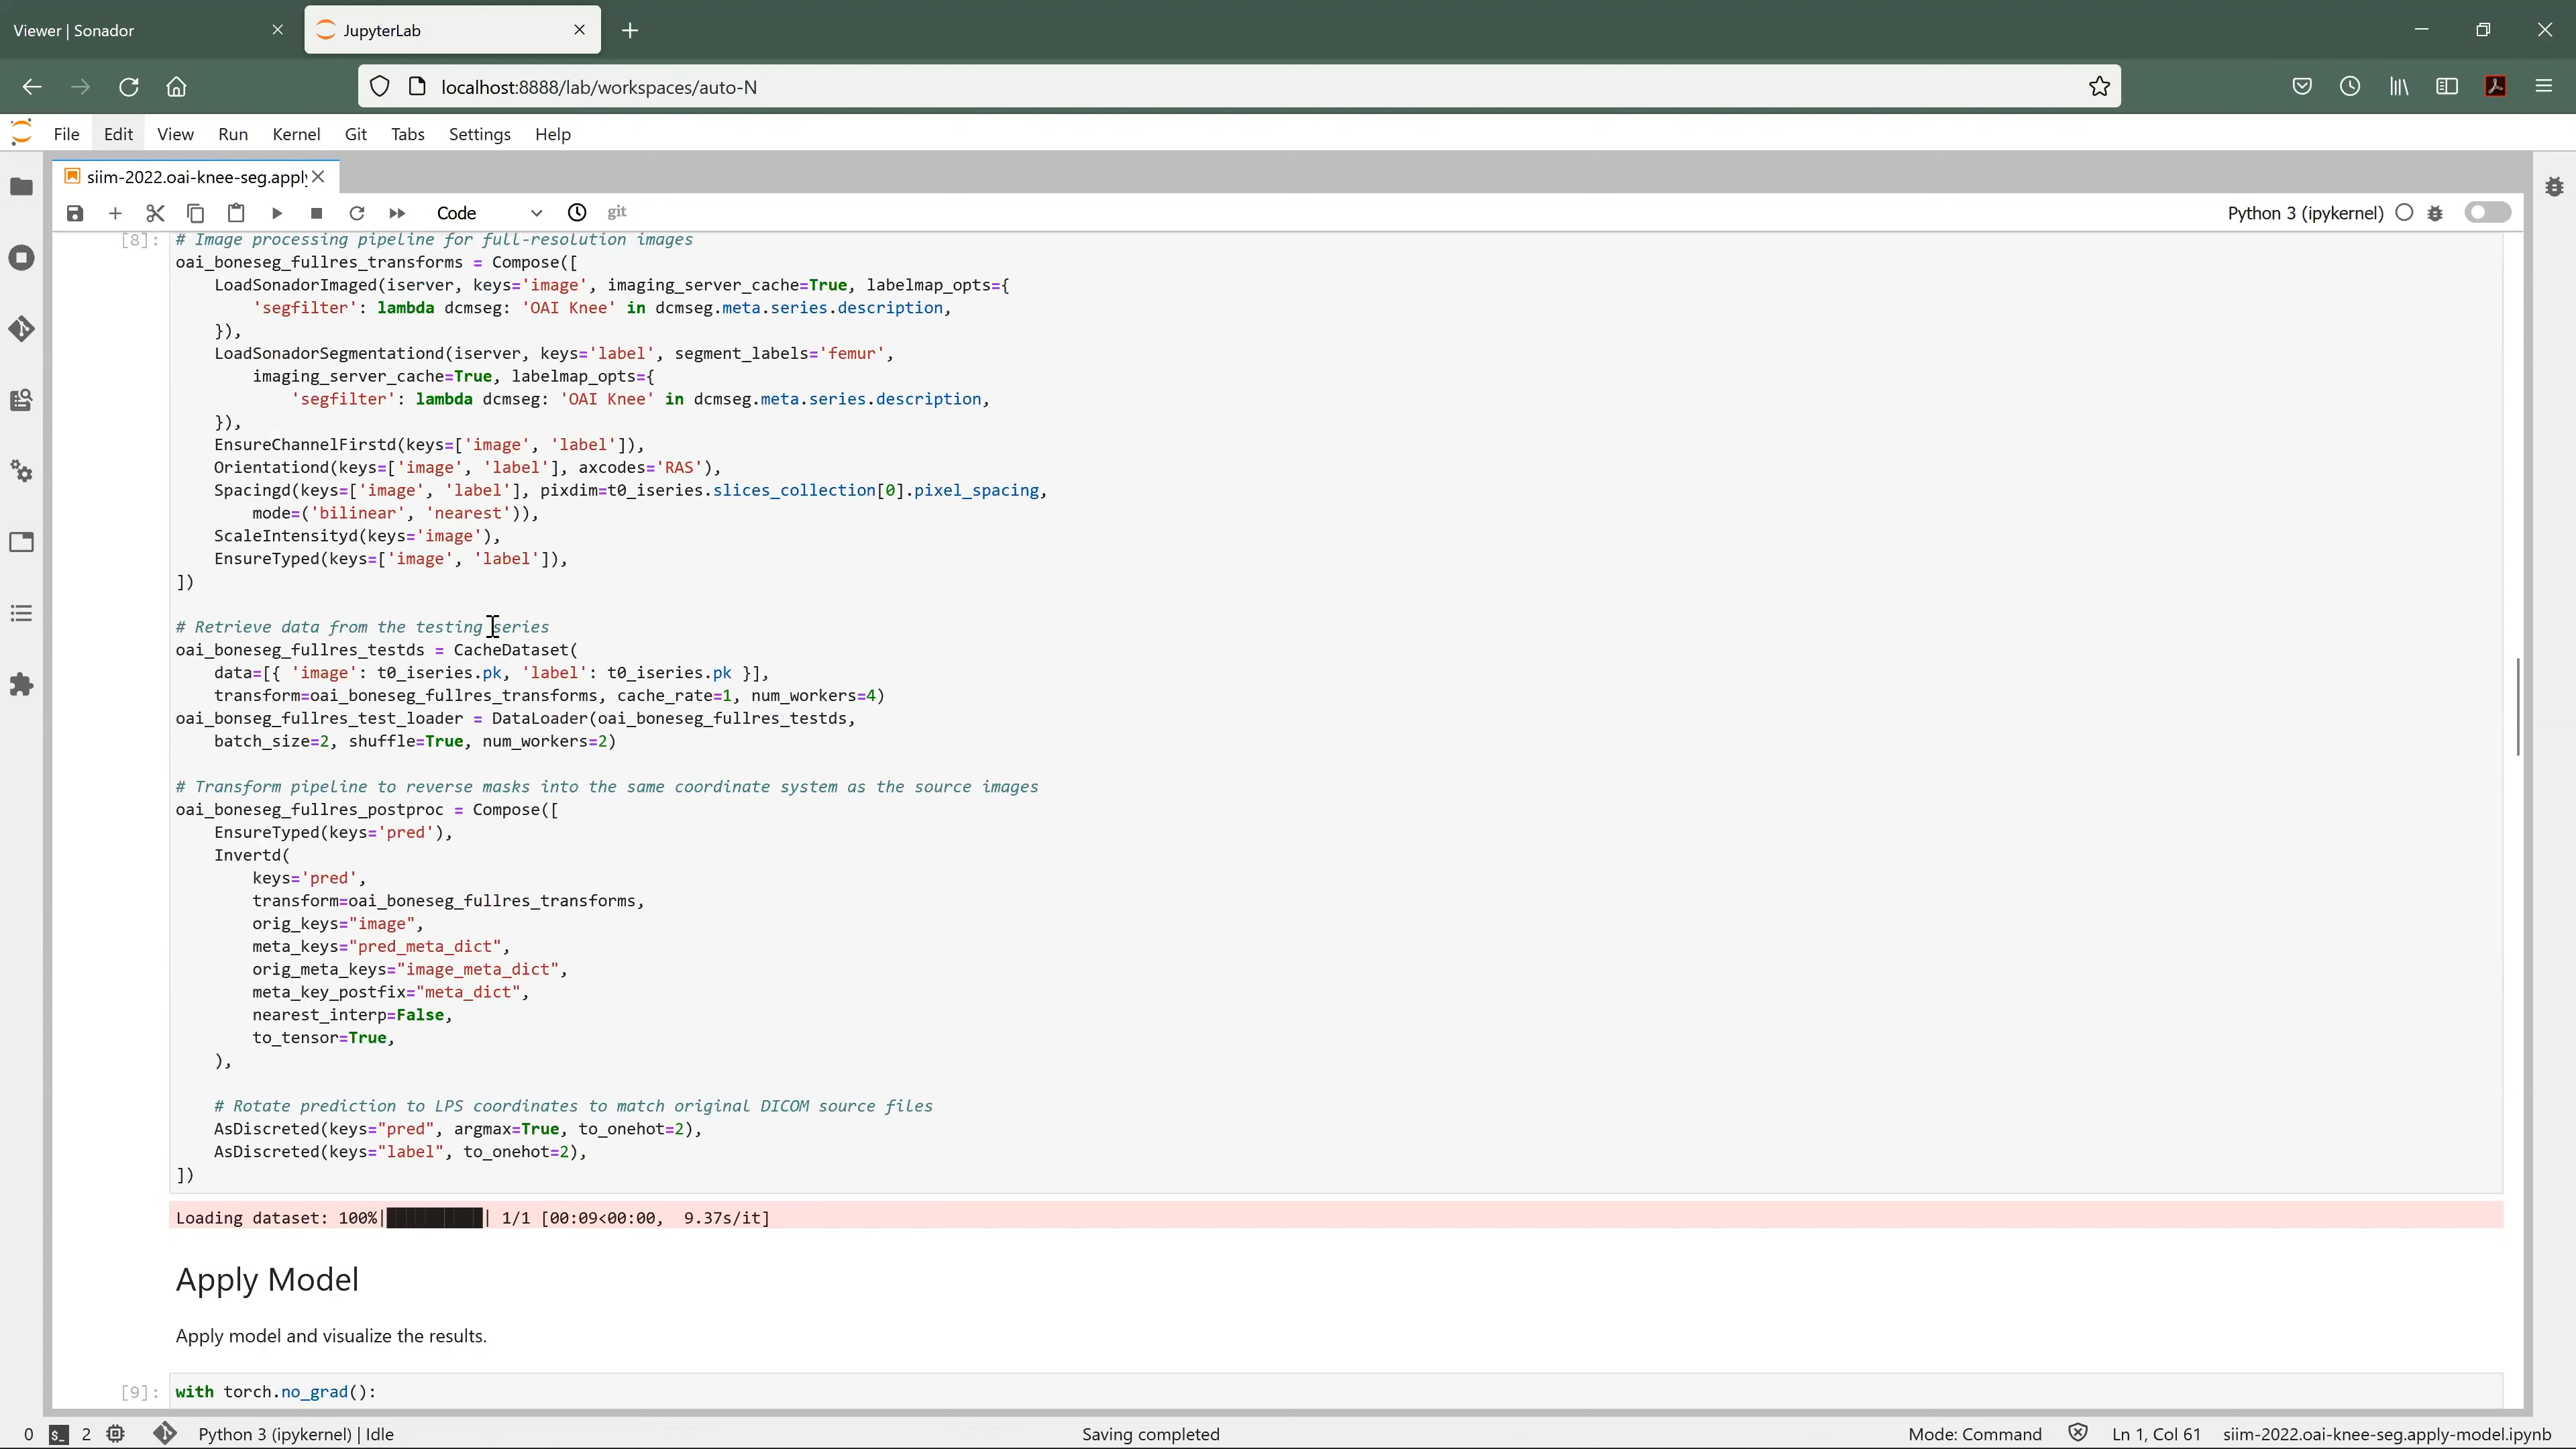 Viewer | Sonador
JupyterLab
localhost:8888/lab/workspaces/auto-N
File Edit View Run Kernel Git Tabs Settings Help
siim-2022.oai-knee-seg.appl
Code
git
Python 3 (ipykernel)
[8]:
# Image processing pipeline for full-resolution images
oai_boneseg_fullres_transforms = Compose([
    LoadSonadorImaged(iserver, keys='image', imaging_server_cache=True, labelmap_opts={
        'segfilter': lambda dcmseg: 'OAI Knee' in dcmseg.meta.series.description,
    }),
    LoadSonadorSegmentationd(iserver, keys='label', segment_labels='femur',
        imaging_server_cache=True, labelmap_opts={
            'segfilter': lambda dcmseg: 'OAI Knee' in dcmseg.meta.series.description,
    }),
    EnsureChannelFirstd(keys=['image', 'label']),
    Orientationd(keys=['image', 'label'], axcodes='RAS'),
    Spacingd(keys=['image', 'label'], pixdim=t0_iseries.slices_collection[0].pixel_spacing,
        mode=('bilinear', 'nearest')),
    ScaleIntensityd(keys='image'),
    EnsureTyped(keys=['image', 'label']),
])
# Retrieve data from the testing series
oai_boneseg_fullres_testds = CacheDataset(
    data=[{ 'image': t0_iseries.pk, 'label': t0_iseries.pk }],
    transform=oai_boneseg_fullres_transforms, cache_rate=1, num_workers=4)
oai_bonseg_fullres_test_loader = DataLoader(oai_boneseg_fullres_testds,
    batch_size=2, shuffle=True, num_workers=2)
# Transform pipeline to reverse masks into the same coordinate system as the source images
oai_boneseg_fullres_postproc = Compose([
    EnsureTyped(keys='pred'),
    Invertd(
        keys='pred',
        transform=oai_boneseg_fullres_transforms,
        orig_keys="image",
        meta_keys="pred_meta_dict",
        orig_meta_keys="image_meta_dict",
        meta_key_postfix="meta_dict",
        nearest_interp=False,
        to_tensor=True,
    ),
    # Rotate prediction to LPS coordinates to match original DICOM source files
    AsDiscreted(keys="pred", argmax=True, to_onehot=2),
    AsDiscreted(keys="label", to_onehot=2),
])
Loading dataset: 100%|██████████| 1/1 [00:09<00:00,  9.37s/it]
Apply Model
Apply model and visualize the results.
[9]:
with torch.no_grad():
0 $_ 2 Python 3 (ipykernel) | Idle
Saving completed
Mode: Command
Ln 1, Col 61
siim-2022.oai-knee-seg.apply-model.ipynb